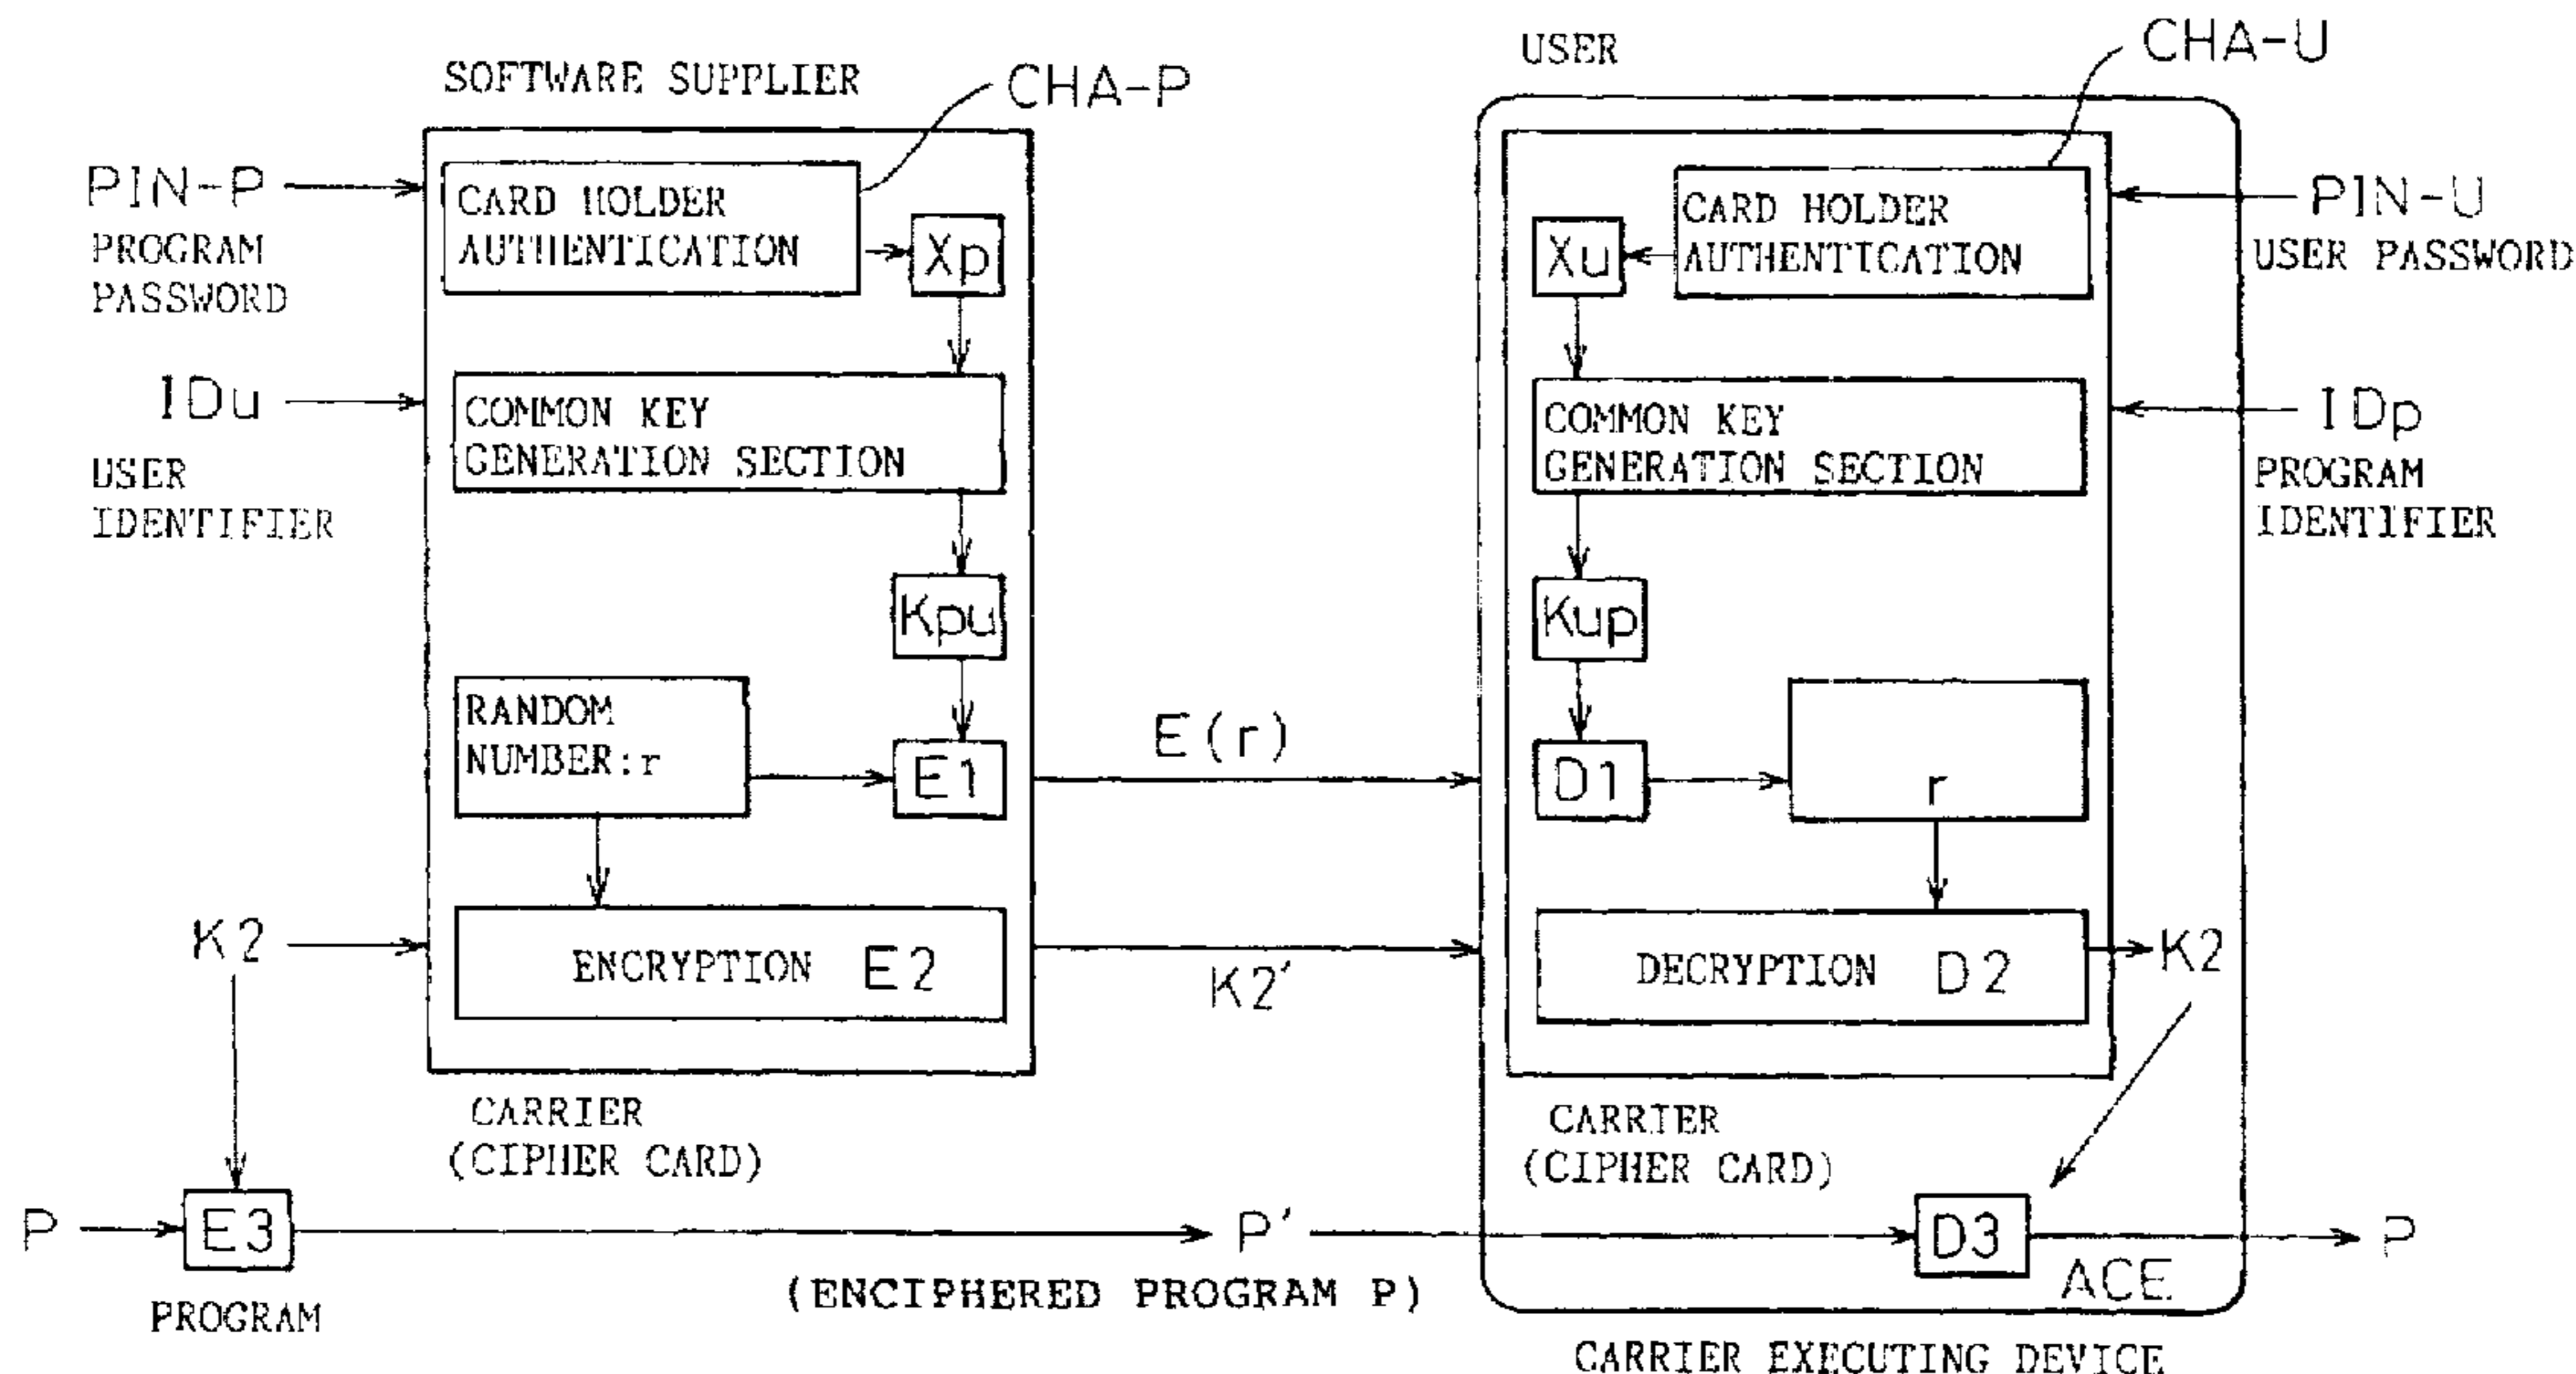 SOFTWARE SUPPLIER
CHA-P
USER
CHA-U
PIN-P
PROGRAM
PASSWORD
CARD HOLDER
AUTHENTICATION
Xp
Xu
CARD HOLDER
AUTHENTICATION
PIN-U
USER PASSWORD
IDu
USER
IDENTIFIER
COMMON KEY
GENERATION SECTION
COMMON KEY
GENERATION SECTION
IDp
PROGRAM
IDENTIFIER
Kpu
Kup
RANDOM
NUMBER:r
E1
E(r)
D1
r
K2
ENCRYPTION E2
K2'
DECRYPTION D2
K2
CARRIER
(CIPHER CARD)
CARRIER
(CIPHER CARD)
P
E3
P'
D3
P
PROGRAM
(ENCIPHERED PROGRAM P)
ACE
CARRIER EXECUTING DEVICE